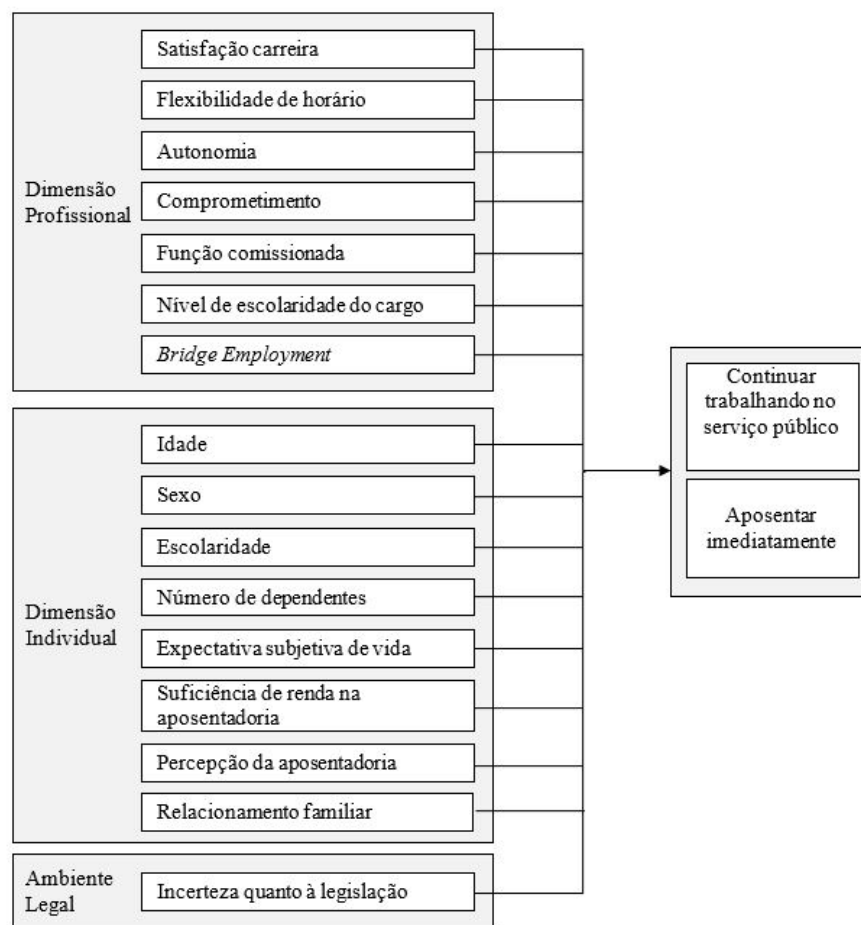 Dimensão
Profissional
Satisfação carreira
Flexibilidade de horário
Autonomia
Comprometimento
Função comissionada
Nível de escolaridade do cargo
Bridge Employment
Dimensão
Individual
Idade
Sexo
Escolaridade
Número de dependentes
Expectativa subjetiva de vida
Suficiência de renda na
aposentadoria
Percepção da aposentadoria
Relacionamento familiar
Ambiente
Legal
Incerteza quanto à legislação
Continuar
trabalhando no
serviço público
Aposentar
imediatamente